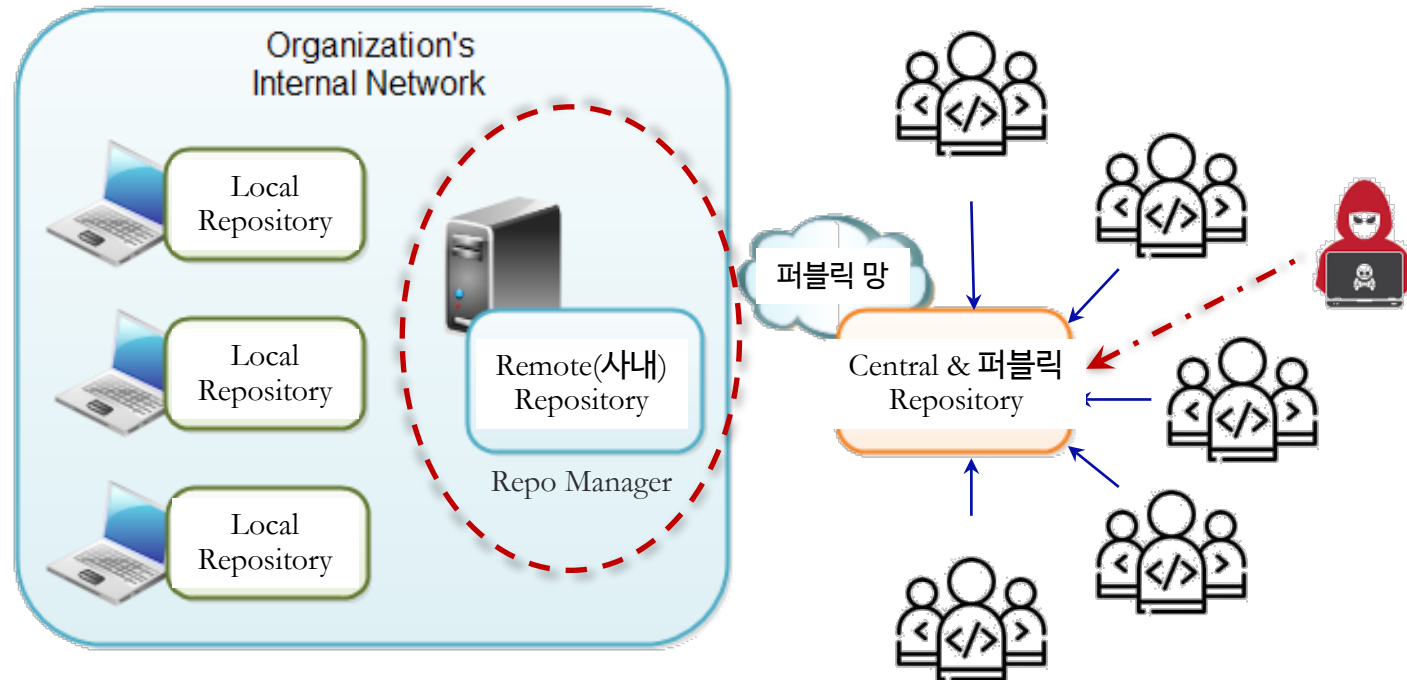 Organization's
Internal Network
Local
Repository
Local
Repository
Local
Repository
Remote(사내)
Repository
Repo Manager
퍼블릭 망
Central & 퍼블릭
Repository
< </> >
< </> >
< </> >
< </> >
< </> >